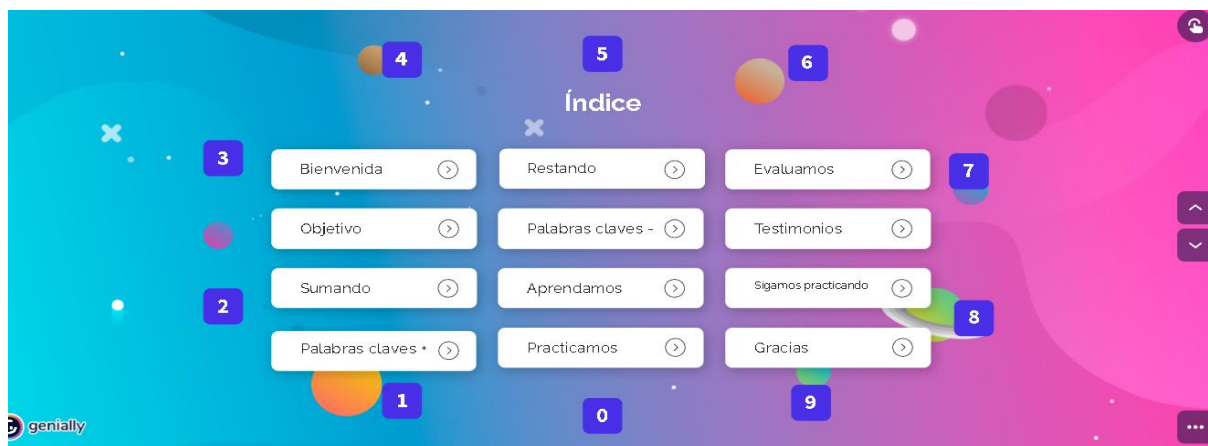 4
5
6
Índice
3
7
Bienvenida
Restando
Evaluamos
Objetivo
Palabras claves -
Testimonios
Sumando
Aprendamos
Sigamos practicando
2
8
Palabras claves +
Practicamos
Gracias
1
0
9
genially